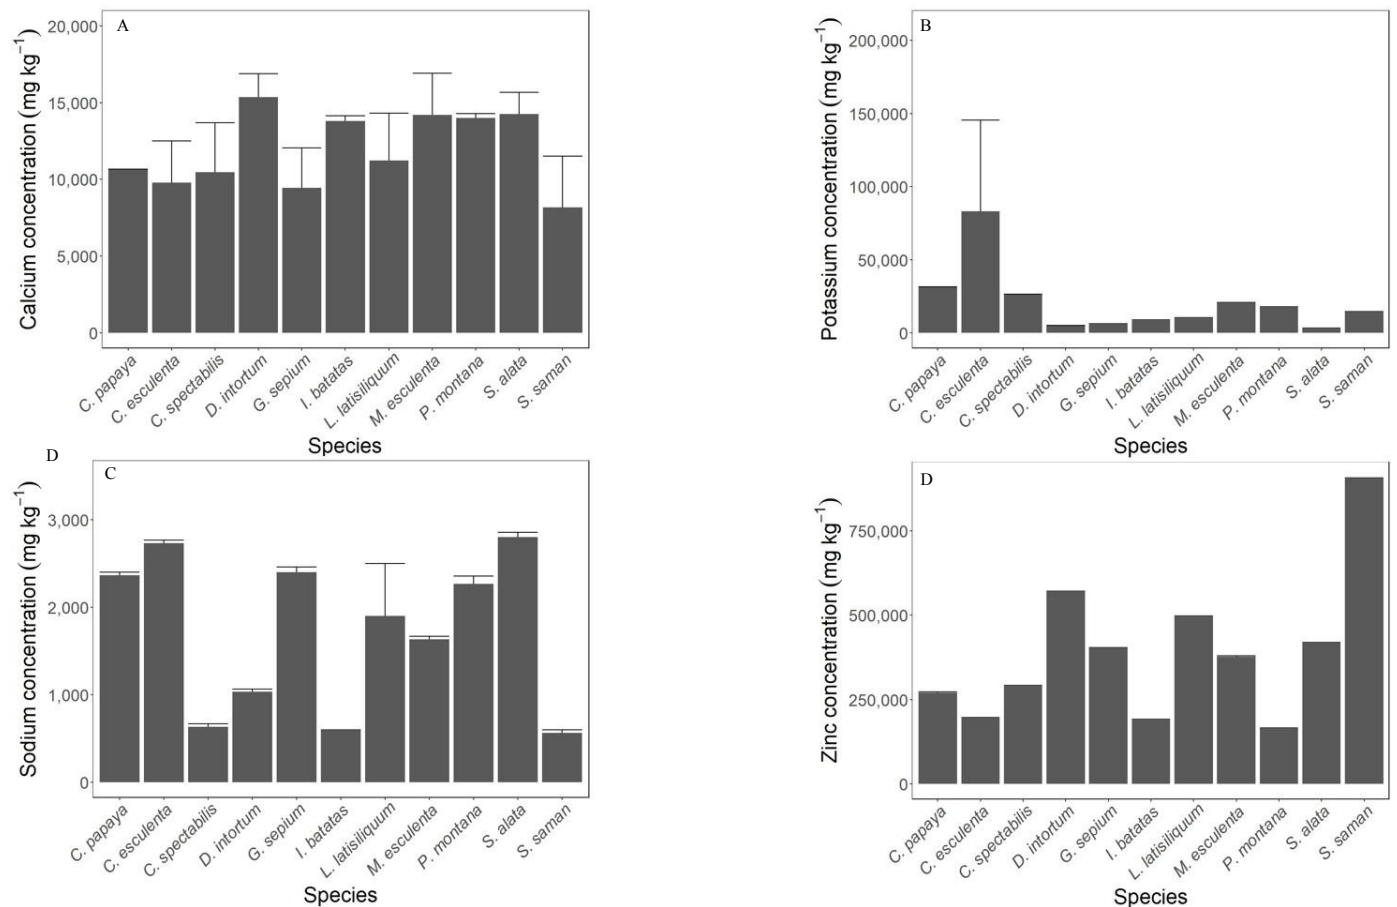 A
Calcium concentration (mg kg⁻¹)
20,000
15,000
10,000
5,000
0
C. papaya
C. esculenta
C. spectabilis
D. intortum
G. sepium
I. batatas
L. latisiliquum
M. esculenta
P. montana
S. alata
S. saman
Species
B
Potassium concentration (mg kg⁻¹)
200,000
150,000
100,000
50,000
0
C. papaya
C. esculenta
C. spectabilis
D. intortum
G. sepium
I. batatas
L. latisiliquum
M. esculenta
P. montana
S. alata
S. saman
Species
D
C
Sodium concentration (mg kg⁻¹)
3,000
2,000
1,000
0
C. papaya
C. esculenta
C. spectabilis
D. intortum
G. sepium
I. batatas
L. latisiliquum
M. esculenta
P. montana
S. alata
S. saman
Species
D
Zinc concentration (mg kg⁻¹)
750,000
500,000
250,000
0
C. papaya
C. esculenta
C. spectabilis
D. intortum
G. sepium
I. batatas
L. latisiliquum
M. esculenta
P. montana
S. alata
S. saman
Species